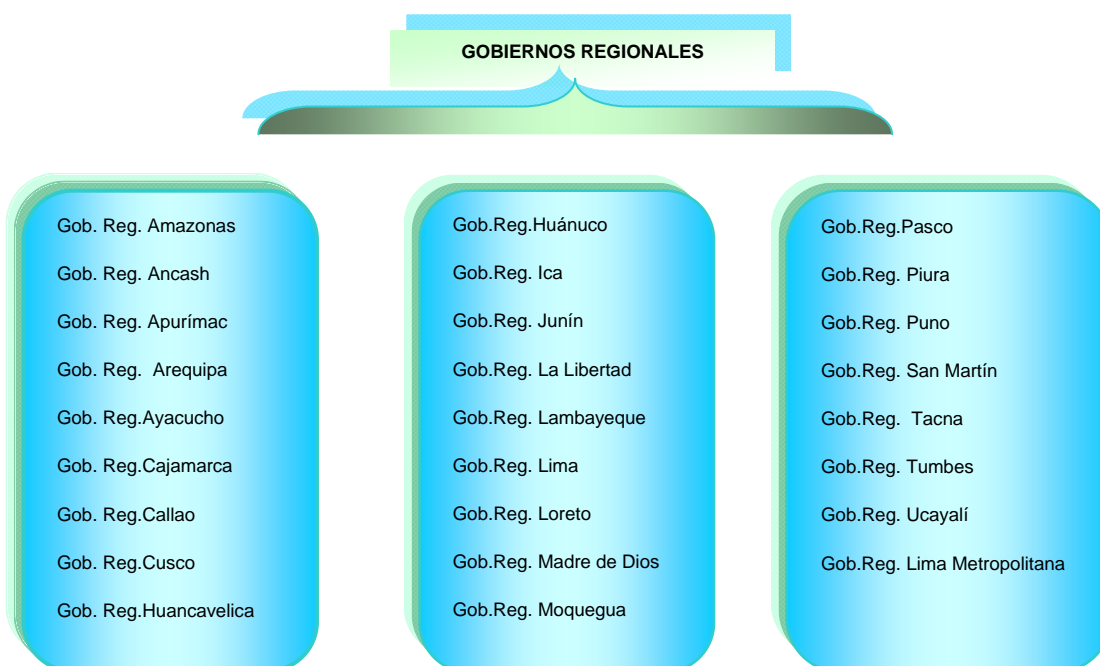 GOBIERNOS REGIONALES
Gob. Reg. Amazonas
Gob. Reg. Ancash
Gob. Reg. Apurímac
Gob. Reg. Arequipa
Gob. Reg.Ayacucho
Gob. Reg.Cajamarca
Gob. Reg.Callao
Gob. Reg.Cusco
Gob. Reg.Huancavelica
Gob.Reg.Huánuco
Gob.Reg. Ica
Gob.Reg. Junín
Gob.Reg. La Libertad
Gob.Reg. Lambayeque
Gob.Reg. Lima
Gob.Reg. Loreto
Gob.Reg. Madre de Dios
Gob.Reg. Moquegua
Gob.Reg.Pasco
Gob.Reg. Piura
Gob.Reg. Puno
Gob.Reg. San Martín
Gob.Reg. Tacna
Gob.Reg. Tumbes
Gob.Reg. Ucayalí
Gob.Reg. Lima Metropolitana